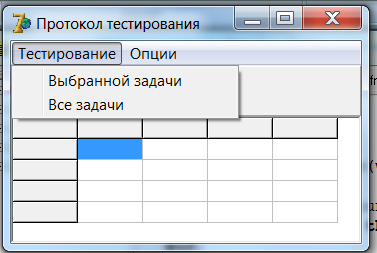 Протокол тестирования
Тестирование Опции
Выбранной задачи
Все задачи